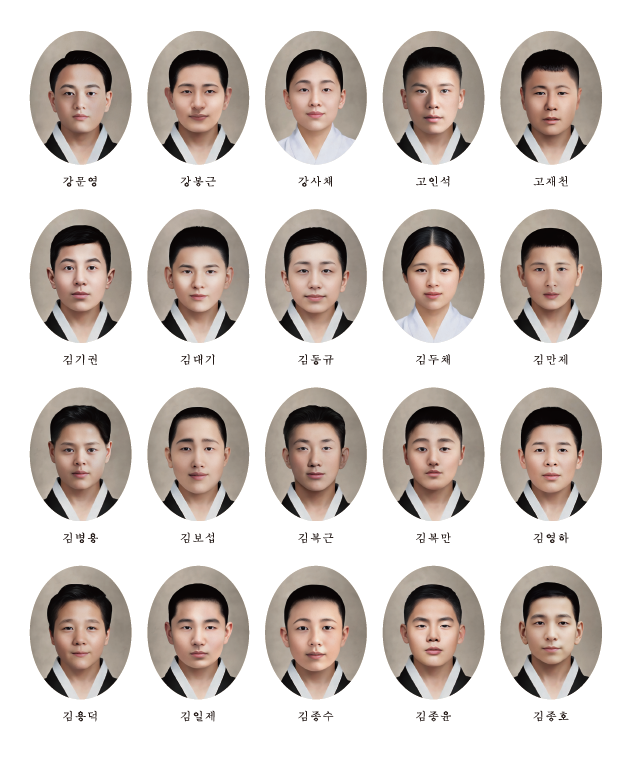 강문영
강봉근
강사채
고인석
고재천
김기권
김대기
김동규
김두채
김만제
김병용
김보섭
김복근
김복만
김영하
김용덕
김일제
김종수
김종윤
김종호